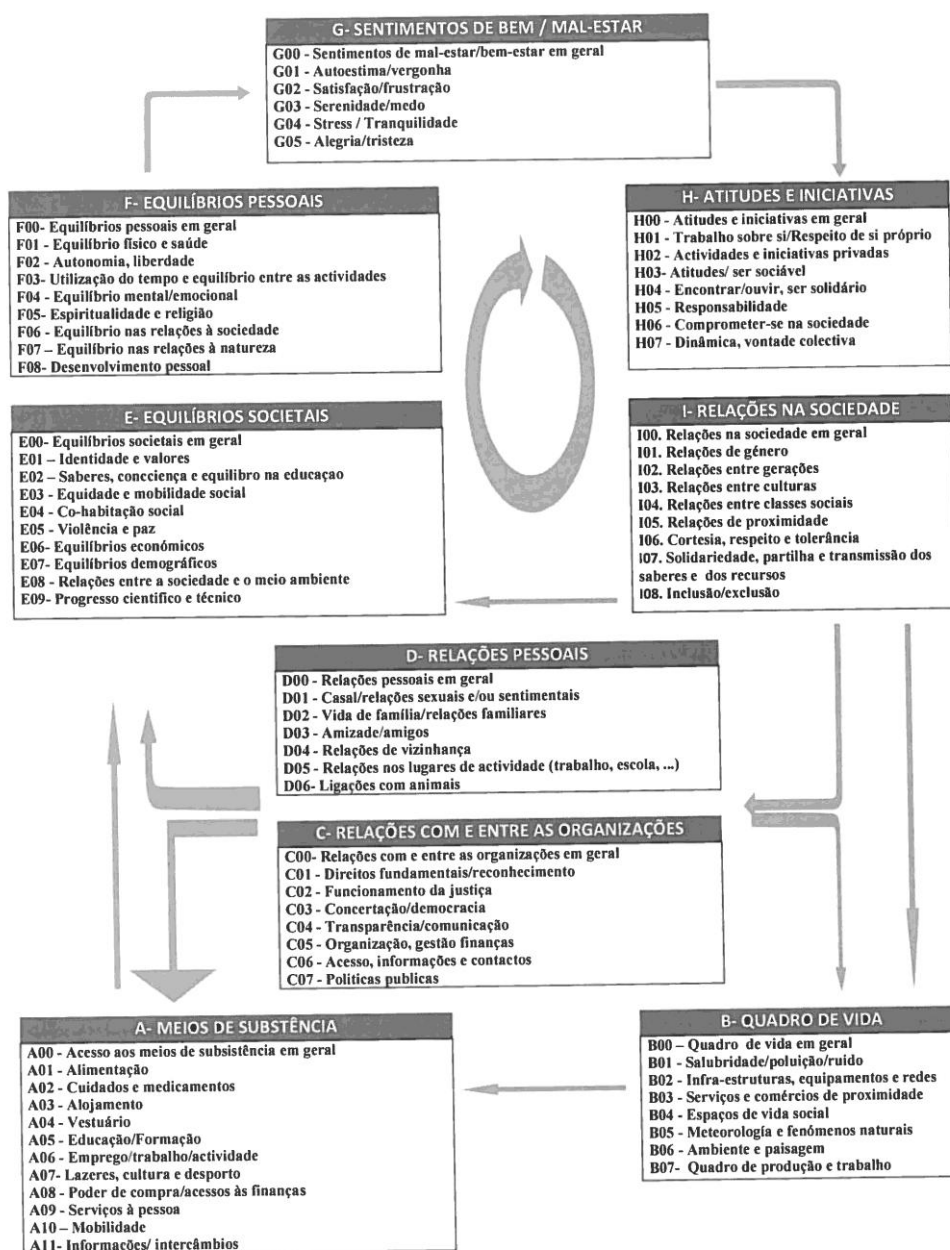 G- SENTIMENTOS DE BEM / MAL-ESTAR
G00 - Sentimentos de mal-estar/bem-estar em geral
G01 - Autoestima/vergonha
G02 - Satisfação/frustração
G03 - Serenidade/medo
G04 - Stress / Tranquilidade
G05 - Alegria/tristeza
F- EQUILÍBRIOS PESSOAIS
F00- Equilíbrios pessoais em geral
F01 - Equilíbrio físico e saúde
F02 - Autonomia, liberdade
F03- Utilização do tempo e equilíbrio entre as actividades
F04 - Equilíbrio mental/emocional
F05- Espiritualidade e religião
F06 - Equilíbrio nas relações à sociedade
F07 – Equilíbrio nas relações à natureza
F08- Desenvolvimento pessoal
H- ATITUDES E INICIATIVAS
H00 - Atitudes e iniciativas em geral
H01 - Trabalho sobre si/Respeito de si próprio
H02 - Actividades e iniciativas privadas
H03- Atitudes/ ser sociável
H04 - Encontrar/ouvir, ser solidário
H05 - Responsabilidade
H06 - Comprometer-se na sociedade
H07 - Dinâmica, vontade colectiva
E- EQUILÍBRIOS SOCIETAIS
E00- Equilíbrios societais em geral
E01 – Identidade e valores
E02 – Saberes, concciença e equilibro na educaçao
E03 - Equidade e mobilidade social
E04 - Co-habitação social
E05 - Violência e paz
E06- Equilíbrios económicos
E07- Equilíbrios demográficos
E08 - Relações entre a sociedade e o meio ambiente
E09- Progresso cientifico e técnico
I- RELAÇÕES NA SOCIEDADE
I00. Relações na sociedade em geral
I01. Relações de género
I02. Relações entre gerações
I03. Relações entre culturas
I04. Relações entre classes sociais
I05. Relações de proximidade
I06. Cortesia, respeito e tolerância
I07. Solidariedade, partilha e transmissão dos
saberes e dos recursos
I08. Inclusão/exclusão
D- RELAÇÕES PESSOAIS
D00 - Relações pessoais em geral
D01 - Casal/relações sexuais e/ou sentimentais
D02 - Vida de família/relações familiares
D03 - Amizade/amigos
D04 - Relações de vizinhança
D05 - Relações nos lugares de actividade (trabalho, escola, ...)
D06- Ligações com animais
C- RELAÇÕES COM E ENTRE AS ORGANIZAÇÕES
C00- Relações com e entre as organizações em geral
C01 - Direitos fundamentais/reconhecimento
C02 - Funcionamento da justiça
C03 - Concertação/democracia
C04 - Transparência/comunicação
C05 - Organização, gestão finanças
C06 - Acesso, informações e contactos
C07 - Politicas publicas
A- MEIOS DE SUBSTÊNCIA
A00 - Acesso aos meios de subsistência em geral
A01 - Alimentação
A02 - Cuidados e medicamentos
A03 - Alojamento
A04 - Vestuário
A05 - Educação/Formação
A06 - Emprego/trabalho/actividade
A07- Lazeres, cultura e desporto
A08 - Poder de compra/acessos às finanças
A09 - Serviços à pessoa
A10 – Mobilidade
A11- Informações/ intercâmbios
B- QUADRO DE VIDA
B00 – Quadro de vida em geral
B01 - Salubridade/poluição/ruido
B02 - Infra-estruturas, equipamentos e redes
B03 - Serviços e comércios de proximidade
B04 - Espaços de vida social
B05 - Meteorologia e fenómenos naturais
B06 - Ambiente e paisagem
B07- Quadro de produção e trabalho